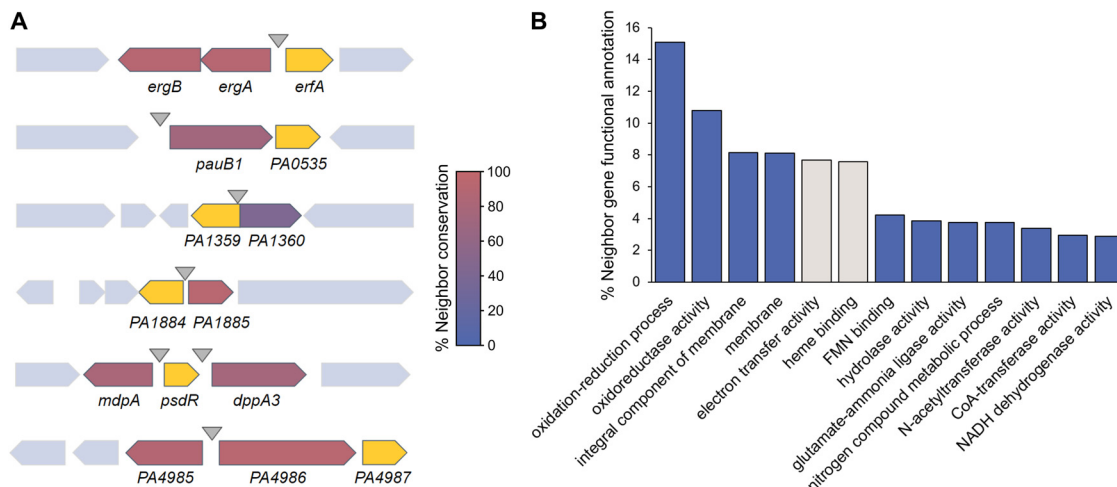 A
ergB ergA erfA
pauB1 PA0535
PA1359 PA1360
PA1884 PA1885
mdpA psdR dppA3
PA4985 PA4986 PA4987
% Neighbor conservation
100
80
60
40
20
0
B
% Neighbor gene functional annotation
16
14
12
10
8
6
4
2
0
oxidation-reduction process
oxidoreductase activity
integral component of membrane
membrane
electron transfer activity
heme binding
FMN binding
hydrolase activity
glutamate-ammonia ligase activity
nitrogen compound metabolic process
N-acetyltransferase activity
CoA-transferase activity
NADH dehydrogenase activity